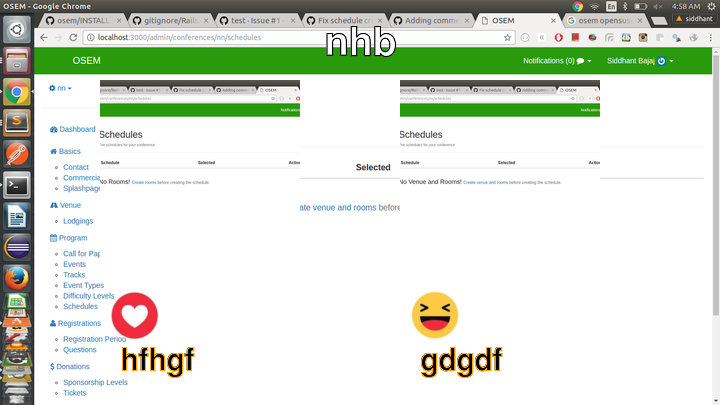 OSEM - Google Chrome
4:58 AM
siddhant
osem/INSTALL
gitignore/Rails
test · Issue #1
Fix schedule cr
Adding comme
OSEM
osem opensus
localhost:3000/admin/conferences/nn/schedules
nhb
OSEM
Notifications (0)
Siddhant Bajaj
nn
Dashboard
Basics
Contact
Commercia
Splashpage
Venue
Lodgings
Program
Call for Pap
Events
Tracks
Event Types
Difficulty Levels
Schedules
Registrations
Registration Period
Questions
Donations
Sponsorship Levels
Tickets
Schedules
The schedules for your conference
Schedule
Selected
Action
No Rooms! Create rooms before creating the schedule.
Selected
ate venue and rooms before
Schedules
The schedules for your conference
Schedule
Selected
Action
No Venue and Rooms! Create venue and rooms before creating the schedule.
hfhgf
gdgdf